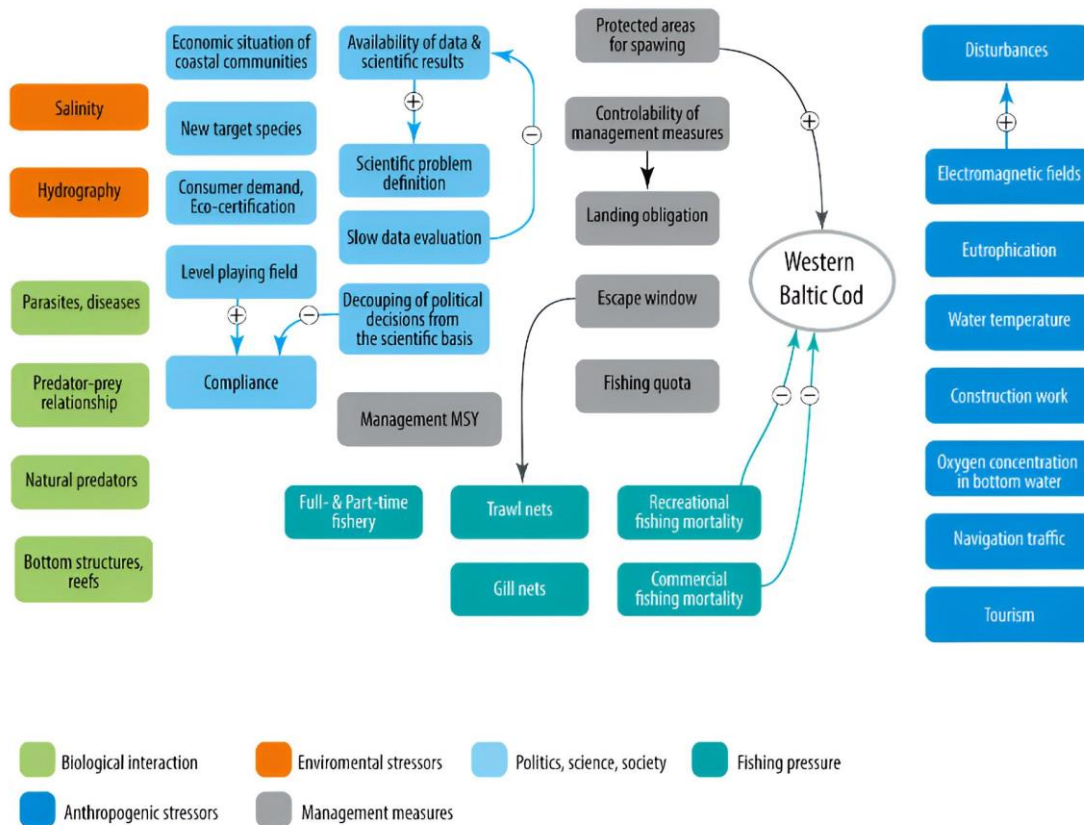 Economic situation of
coastal communities
Availability of data &
scientific results
Protected areas
for spawing
Disturbances
Salinity
New target species
Controlability of
management measures
Scientific problem
definition
Hydrography
Consumer demand,
Eco-certification
Electromagnetic fields
Landing obligation
Slow data evaluation
Eutrophication
Level playing field
Western
Baltic Cod
Parasites, diseases
Decouping of political
decisions from
the scientific basis
Escape window
Water temperature
Predator-prey
relationship
Compliance
Fishing quota
Construction work
Management MSY
Natural predators
Oxygen concentration
in bottom water
Full- & Part-time
fishery
Trawl nets
Recreational
fishing mortality
Navigation traffic
Bottom structures,
reefs
Gill nets
Commercial
fishing mortality
Tourism
+
−
+
+
+
−
−
−
Biological interaction
Enviromental stressors
Politics, science, society
Fishing pressure
Anthropogenic stressors
Management measures